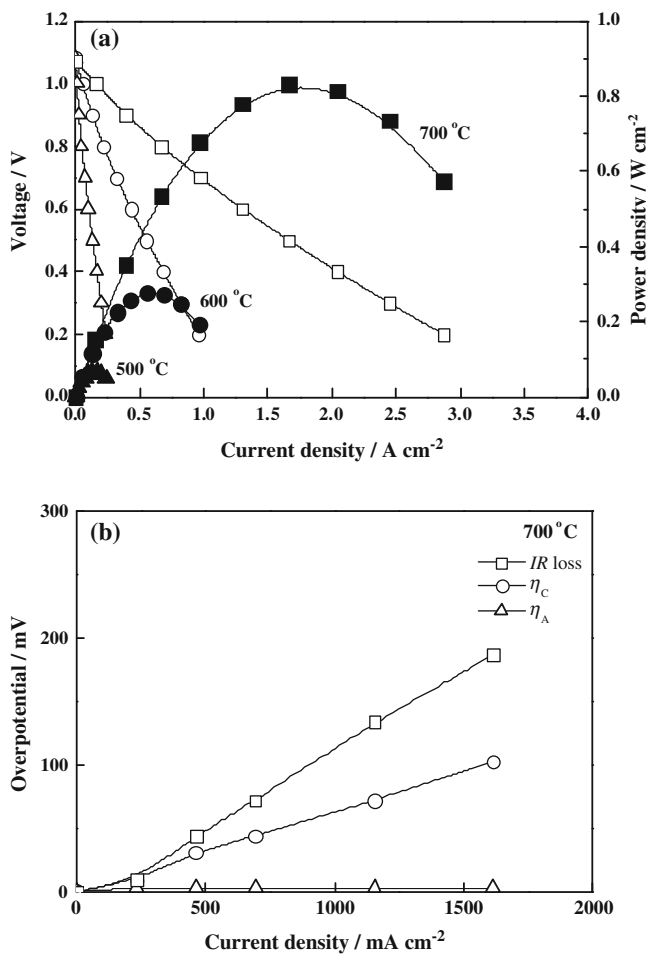 (a)
1.2
1.0
0.8
0.6
0.4
0.2
0.0
Voltage / V
1.0
0.8
0.6
0.4
0.2
0.0
Power density / W cm-2
700 °C
600 °C
500 °C
0.0 0.5 1.0 1.5 2.0 2.5 3.0 3.5 4.0
Current density / A cm-2
(b)
700 °C
IR loss
ηC
ηA
300
200
100
0
Overpotential / mV
0 500 1000 1500 2000
Current density / mA cm-2